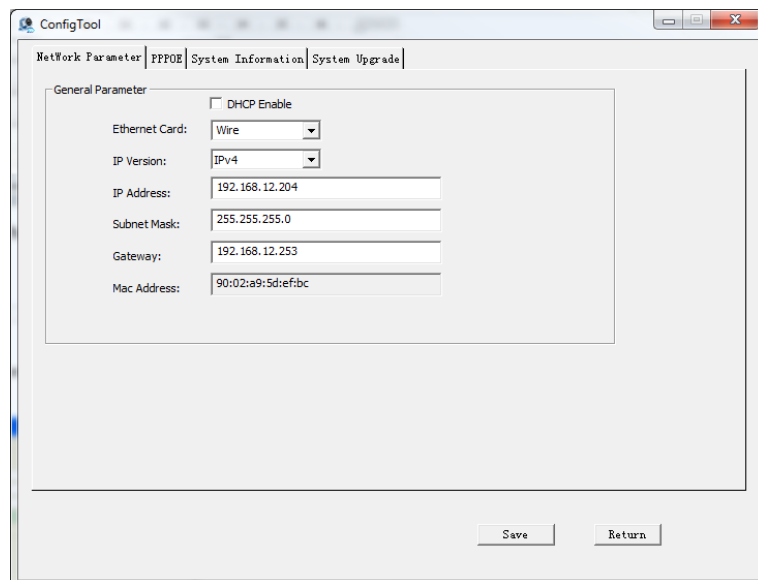 ConfigTool
NetWork Parameter PPPOE System Information System Upgrade
General Parameter
DHCP Enable
Ethernet Card: Wire
IP Version: IPv4
IP Address: 192.168.12.204
Subnet Mask: 255.255.255.0
Gateway: 192.168.12.253
Mac Address: 90:02:a9:5d:ef:bc
Save Return